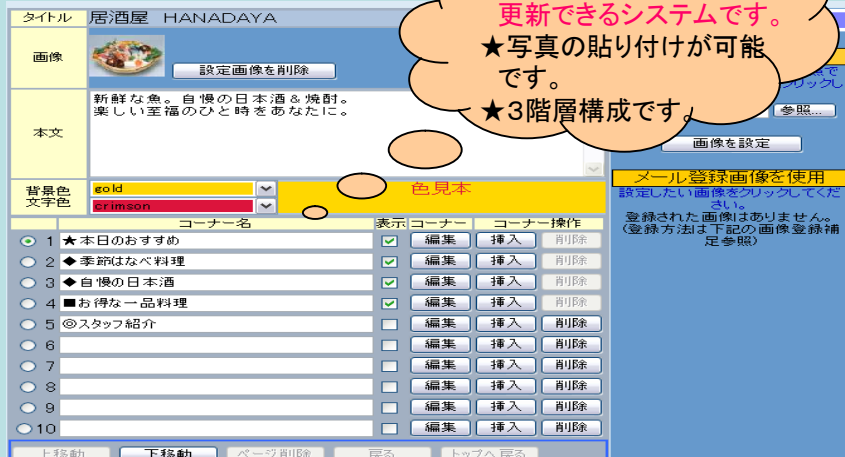 更新できるシステムです。
★写真の貼り付けが可能
です。
★3階層構成です。
タイトル 居酒屋 HANADAYA
画像 設定画像を削除
本文 新鮮な魚。自慢の日本酒&焼酎。
楽しい至福のひと時をあなたに。
背景色 gold
文字色 crimson
色見本
参照...
画像を設定
メール登録画像を使用
設定したい画像をクリックしてくだ
さい。
登録された画像はありません。
(登録方法は下記の画像登録補
足参照)
コーナー名 表示 コーナー コーナー操作
1 ★本日のおすすめ 編集 挿入 削除
2 ◆季節はなべ料理 編集 挿入 削除
3 ◆自慢の日本酒 編集 挿入 削除
4 ■お得な一品料理 編集 挿入 削除
5 ◎スタッフ紹介 編集 挿入 削除
6 編集 挿入 削除
7 編集 挿入 削除
8 編集 挿入 削除
9 編集 挿入 削除
10 編集 挿入 削除
上移動 下移動 ページ削除 戻る トップへ戻る